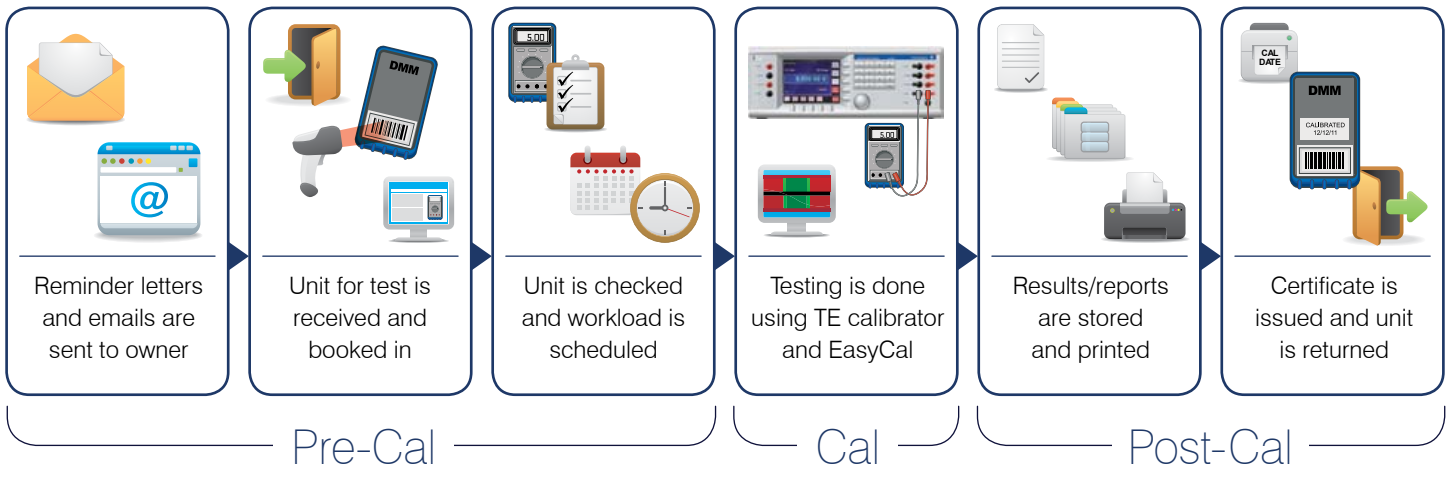 @
Reminder letters
and emails are
sent to owner
DMM
Unit for test is
received and
booked in
5.00
Unit is checked
and workload is
scheduled
5.00
Testing is done
using TE calibrator
and EasyCal
Results/reports
are stored
and printed
CAL
DATE
DMM
CALIBRATED
12/12/11
Certificate is
issued and unit
is returned
Pre-Cal
Cal
Post-Cal